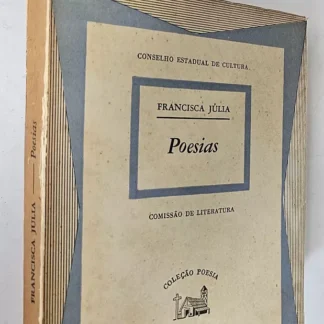 CONSELHO ESTADUAL DE CULTURA
FRANCISCA JÚLIA
Poesias
COMISSÃO DE LITERATURA
COLEÇÃO POESIA
FRANCISCA JÚLIA — Poesias